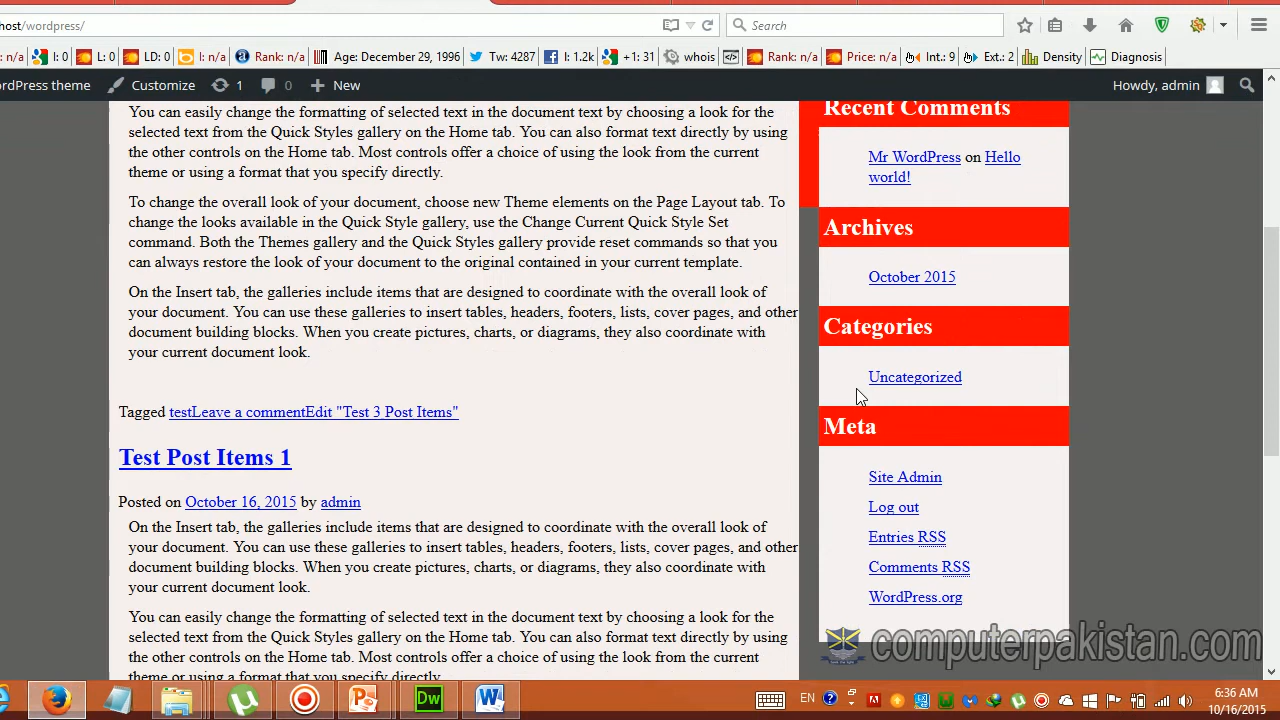 host/wordpress/
Search
I: 0
L: 0
LD: 0
I: n/a
Rank: n/a
Age: December 29, 1996
Tw: 4287
I: 1.2k
+1: 31
whois
Rank: n/a
Price: n/a
Int.: 9
Ext.: 2
Density
Diagnosis
rdPress theme
Customize
1
0
New
Howdy, admin
You can easily change the formatting of selected text in the document text by choosing a look for the
selected text from the Quick Styles gallery on the Home tab. You can also format text directly by using
the other controls on the Home tab. Most controls offer a choice of using the look from the current
theme or using a format that you specify directly.
To change the overall look of your document, choose new Theme elements on the Page Layout tab. To
change the looks available in the Quick Style gallery, use the Change Current Quick Style Set
command. Both the Themes gallery and the Quick Styles gallery provide reset commands so that you
can always restore the look of your document to the original contained in your current template.
On the Insert tab, the galleries include items that are designed to coordinate with the overall look of
your document. You can use these galleries to insert tables, headers, footers, lists, cover pages, and other
document building blocks. When you create pictures, charts, or diagrams, they also coordinate with
your current document look.
Tagged testLeave a commentEdit "Test 3 Post Items"
Test Post Items 1
Posted on October 16, 2015 by admin
On the Insert tab, the galleries include items that are designed to coordinate with the overall look of
your document. You can use these galleries to insert tables, headers, footers, lists, cover pages, and other
document building blocks. When you create pictures, charts, or diagrams, they also coordinate with
your current document look.
You can easily change the formatting of selected text in the document text by choosing a look for the
selected text from the Quick Styles gallery on the Home tab. You can also format text directly by using
the other controls on the Home tab. Most controls offer a choice of using the look from the current
theme or using a format that you specify directly.
Recent Comments
Mr WordPress on Hello
world!
Archives
October 2015
Categories
Uncategorized
Meta
Site Admin
Log out
Entries RSS
Comments RSS
WordPress.org
computerpakistan.com
EN
6:36 AM
10/16/2015